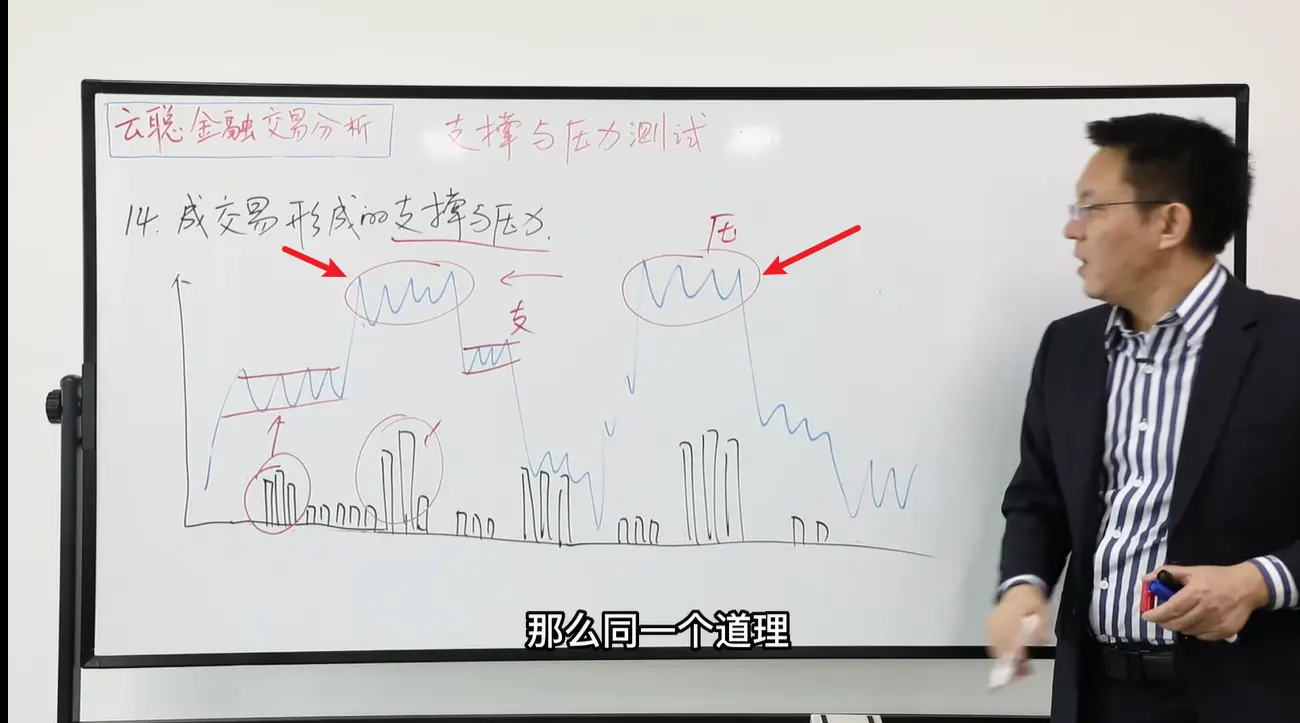 云聪金融交易分析
支撑与压力测试
14. 成交易形成的支撑与压力.
压
支
那么同一个道理